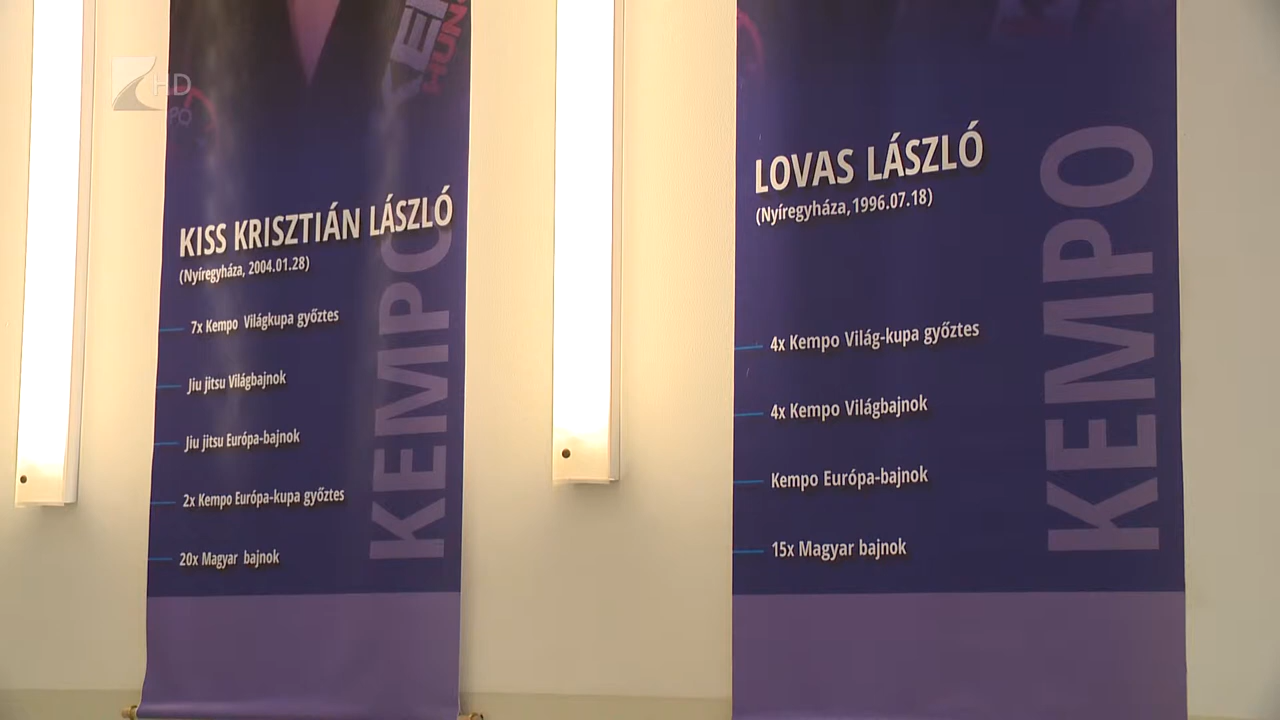 HD
KEMPO
HUN
KISS KRISZTIÁN LÁSZLÓ
(Nyíregyháza, 2004.01.28)
7x Kempo Világkupa győztes
Jiu jitsu Világbajnok
Jiu jitsu Európa-bajnok
2x Kempo Európa-kupa győztes
20x Magyar bajnok
LOVAS LÁSZLÓ
(Nyíregyháza,1996.07.18)
4x Kempo Világ-kupa győztes
4x Kempo Világbajnok
Kempo Európa-bajnok
15x Magyar bajnok
KEMPO